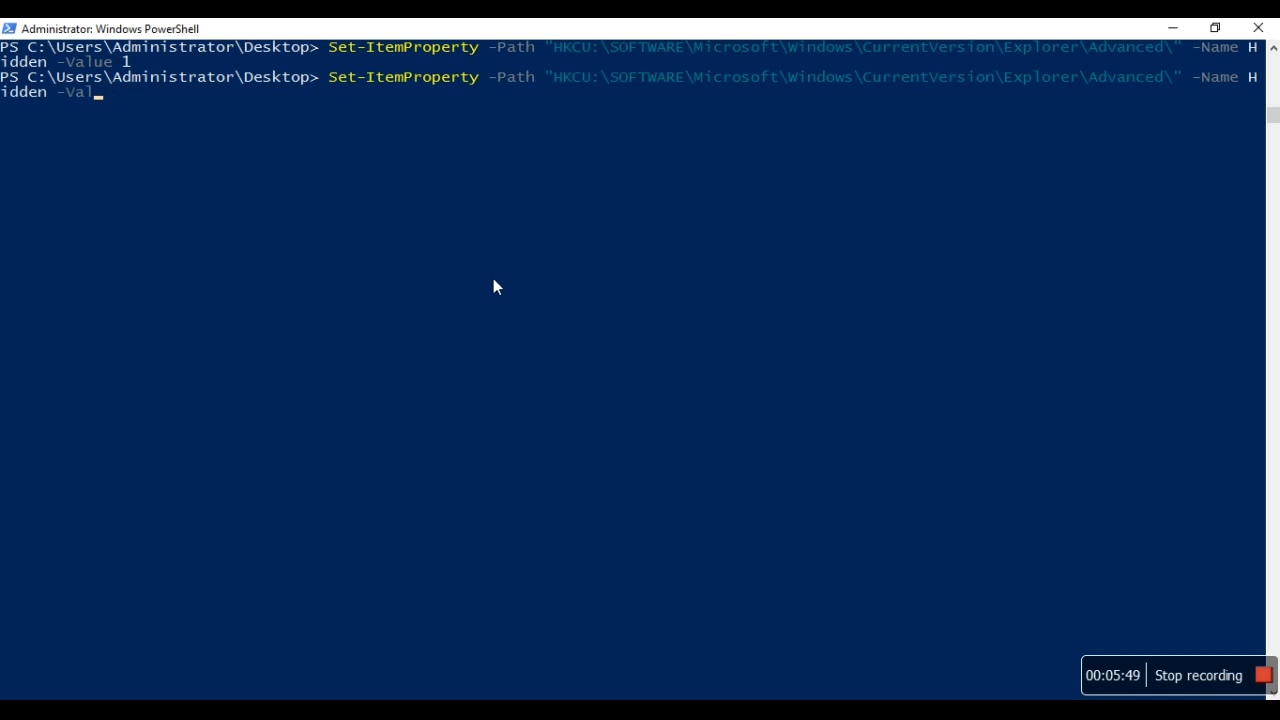 Administrator: Windows PowerShell
PS C:\Users\Administrator\Desktop> Set-ItemProperty -Path "HKCU:\SOFTWARE\Microsoft\Windows\CurrentVersion\Explorer\Advanced\" -Name H
idden -Value 1
PS C:\Users\Administrator\Desktop> Set-ItemProperty -Path "HKCU:\SOFTWARE\Microsoft\Windows\CurrentVersion\Explorer\Advanced\" -Name H
idden -Val_
00:05:49 Stop recording